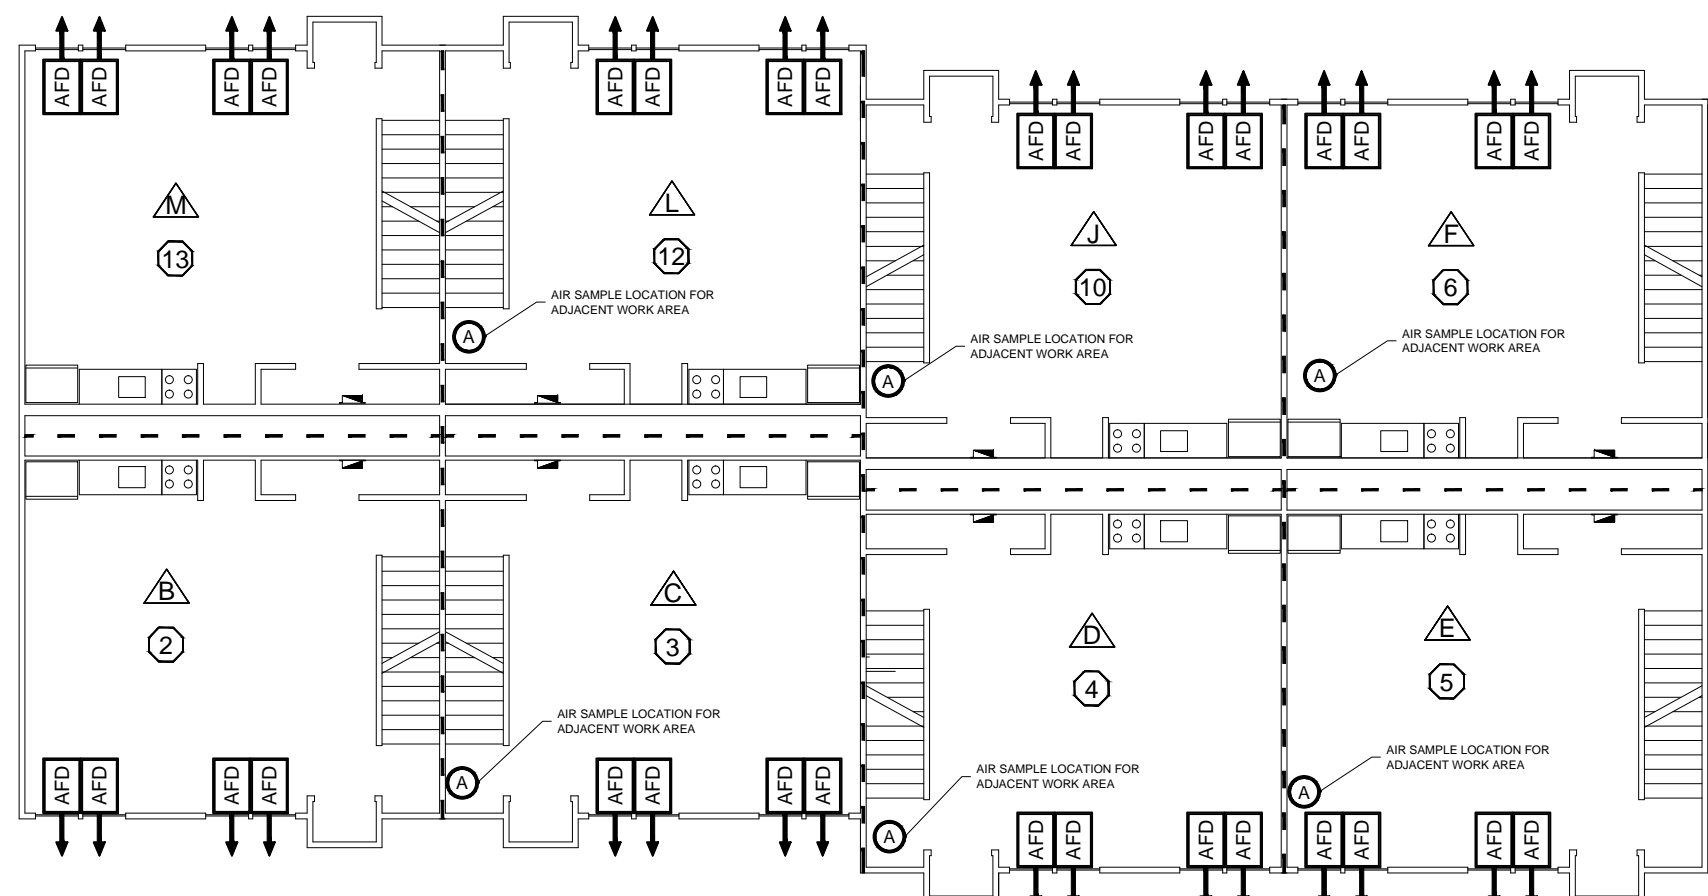 AFD AFD AFD AFD AFD AFD AFD AFD
AFD AFD AFD AFD AFD AFD AFD AFD
M
L
J
F
13
12
10
6
AIR SAMPLE LOCATION FOR
ADJACENT WORK AREA
A
AIR SAMPLE LOCATION FOR
ADJACENT WORK AREA
A
AIR SAMPLE LOCATION FOR
ADJACENT WORK AREA
A
B
C
D
E
2
3
4
5
AIR SAMPLE LOCATION FOR
ADJACENT WORK AREA
A
AIR SAMPLE LOCATION FOR
ADJACENT WORK AREA
A
AIR SAMPLE LOCATION FOR
ADJACENT WORK AREA
A
AFD AFD AFD AFD AFD AFD AFD AFD
AFD AFD AFD AFD AFD AFD AFD AFD